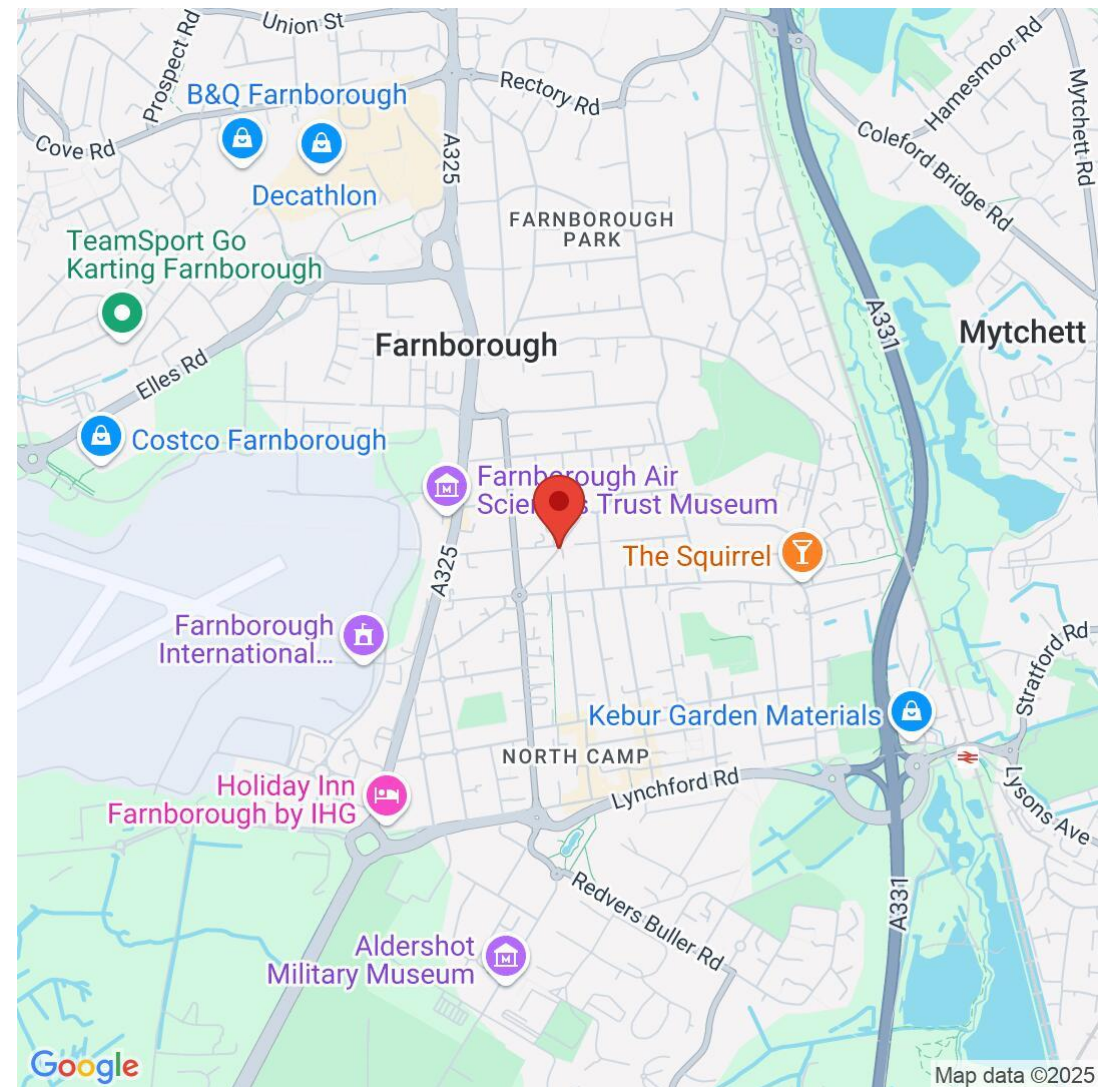 Union St
Prospect Rd
B&Q Farnborough
Rectory Rd
Hamesmoor Rd
Mytchett Rd
Cove Rd
A325
Coleford Bridge Rd
Decathlon
FARNBOROUGH
PARK
TeamSport Go
Karting Farnborough
A331
Mytchett
Farnborough
Elles Rd
Costco Farnborough
Farnborough Air
Sciences Trust Museum
The Squirrel
A325
Farnborough
International...
Stratford Rd
Kebur Garden Materials
NORTH CAMP
Holiday Inn
Farnborough by IHG
Lynchford Rd
Lysons Ave
Redvers Buller Rd
A331
Aldershot
Military Museum
Google
Map data ©2025